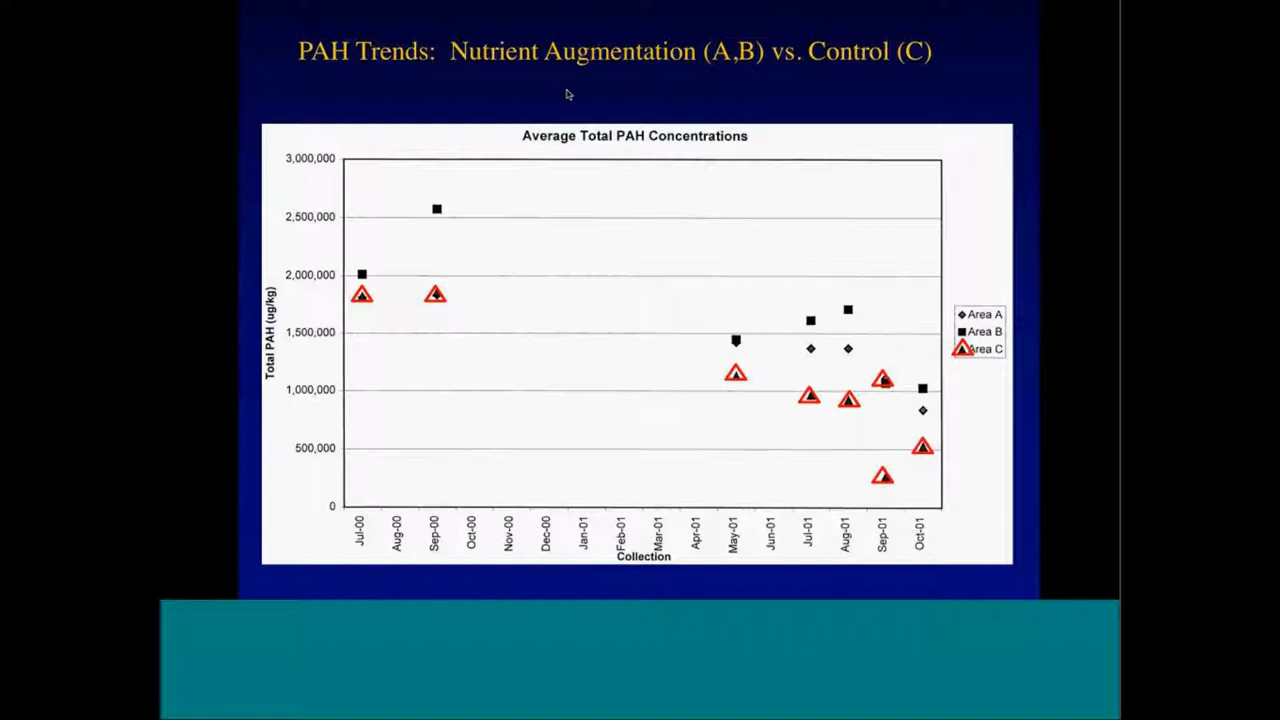 PAH Trends: Nutrient Augmentation (A,B) vs. Control (C)
Average Total PAH Concentrations
3,000,000
2,500,000
2,000,000
1,500,000
1,000,000
500,000
0
Total PAH (ug/kg)
Jul-00
Aug-00
Sep-00
Oct-00
Nov-00
Dec-00
Jan-01
Feb-01
Mar-01
Apr-01
May-01
Jun-01
Jul-01
Aug-01
Sep-01
Oct-01
Collection
Area A
Area B
Area C